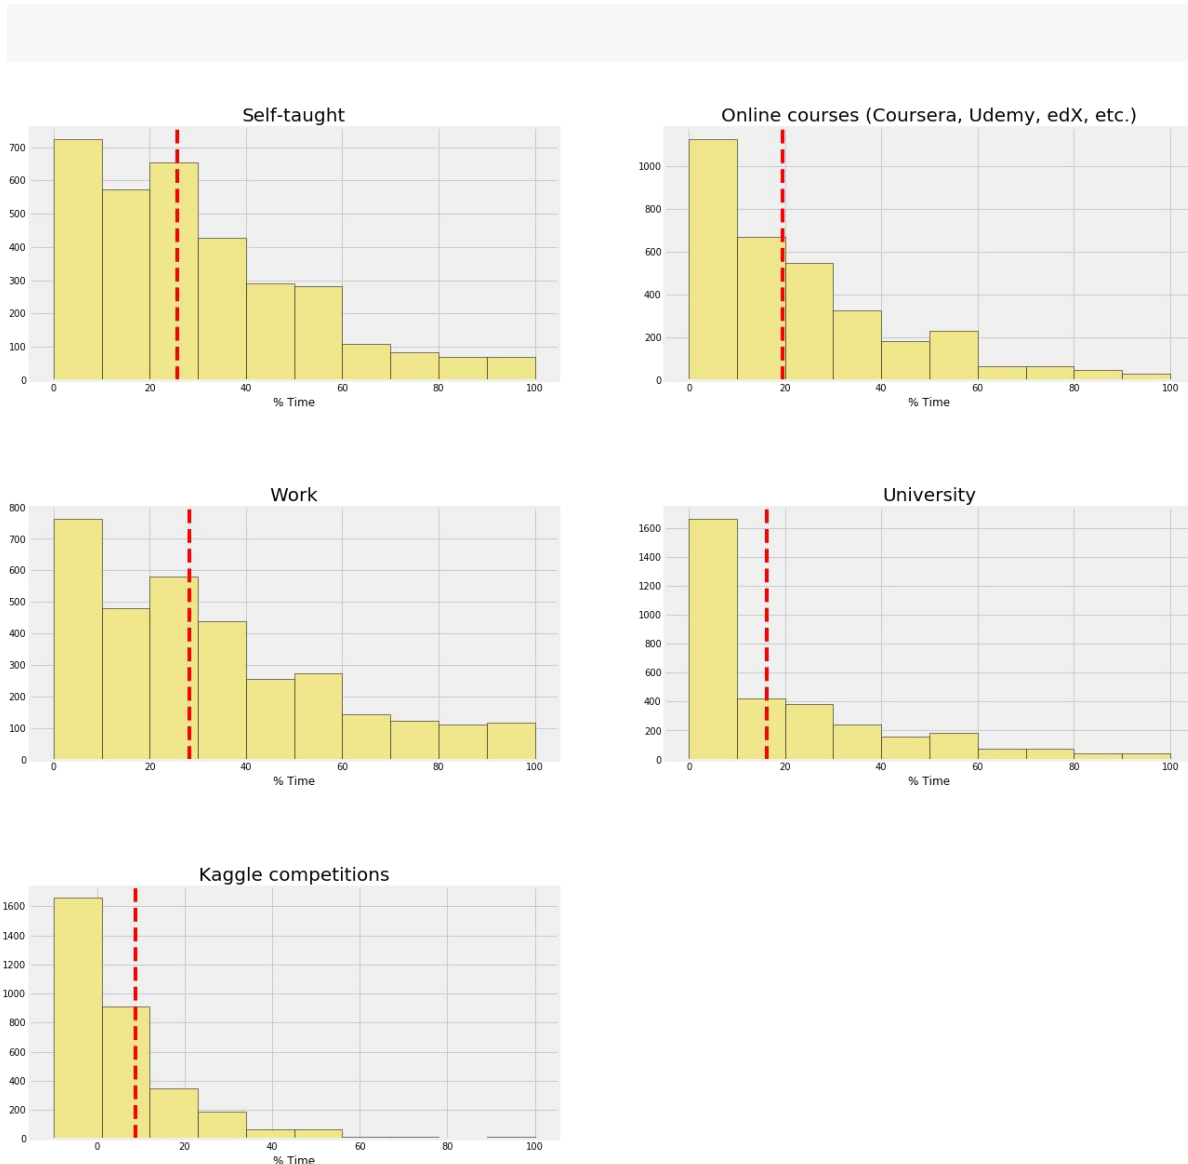 Self-taught
700
600
500
400
300
200
100
0
0 20 40 60 80 100
% Time
Online courses (Coursera, Udemy, edX, etc.)
1000
800
600
400
200
0
0 20 40 60 80 100
% Time
Work
800
700
600
500
400
300
200
100
0
0 20 40 60 80 100
% Time
University
1600
1400
1200
1000
800
600
400
200
0
0 20 40 60 80 100
% Time
Kaggle competitions
1600
1400
1200
1000
800
600
400
200
0
0 20 40 60 80 100
% Time